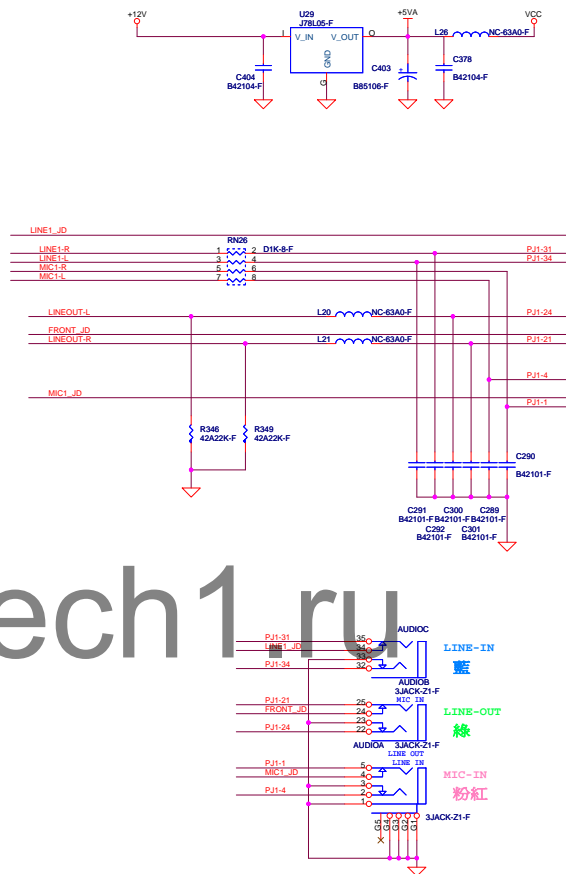 +12V
U29
J78L05-F
+5VA
VCC
I V_IN V_OUT O
GND
G
L26 NC-63A0-F
C404
B42104-F
C403
B85106-F
+
C378
B42104-F
LINE1_JD
RN26
LINE1-R 1 2 D1K-8-F PJ1-31
LINE1-L 3 4 PJ1-34
MIC1-R 5 6
MIC1-L 7 8
LINEOUT-L L20 NC-63A0-F PJ1-24
FRONT_JD
LINEOUT-R L21 NC-63A0-F PJ1-21
PJ1-4
MIC1_JD
PJ1-1
R346
42A22K-F
R349
42A22K-F
C290
B42101-F
C291 C300 C289
B42101-F B42101-F B42101-F
C292 C301
B42101-F B42101-F
ech1.ru
AUDIOC
PJ1-31 35
LINE1_JD 34
33
PJ1-34 32
LINE-IN
藍
AUDIOB
3JACK-Z1-F
MIC IN
PJ1-21 25
FRONT_JD 24
23
PJ1-24 22
LINE-OUT
綠
AUDIOA 3JACK-Z1-F
LINE OUT
LINE IN
PJ1-1 5
MIC1_JD 4
3
PJ1-4 2
1
MIC-IN
粉紅
3JACK-Z1-F
G5 G4 G3 G2 G1